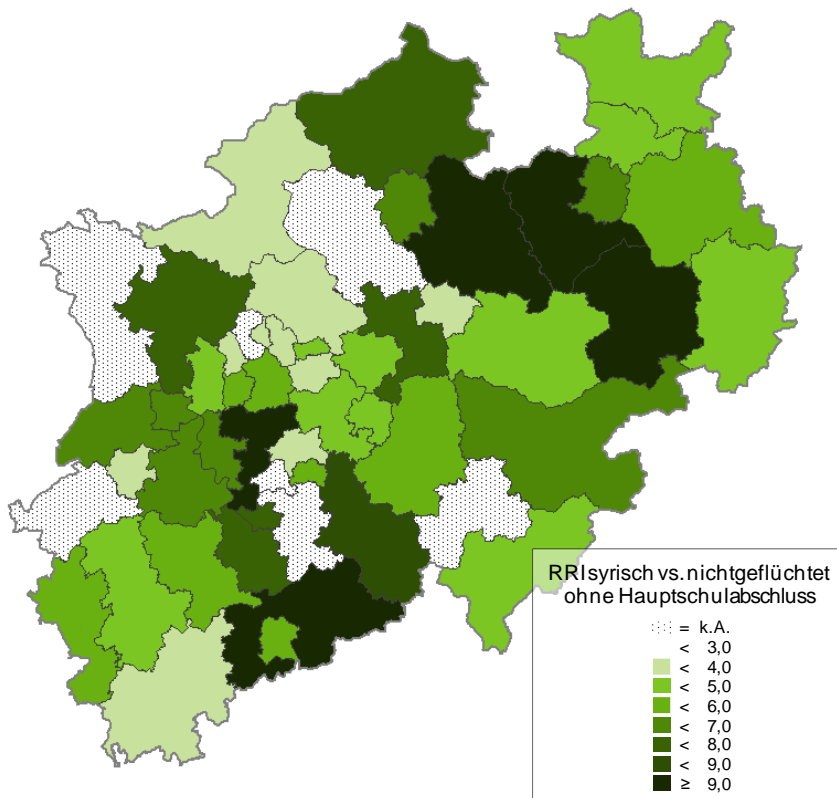 RRI syrisch vs. nichtgeflüchtet
ohne Hauptschulabschluss
= k.A.
< 3,0
< 4,0
< 5,0
< 6,0
< 7,0
< 8,0
< 9,0
≥ 9,0